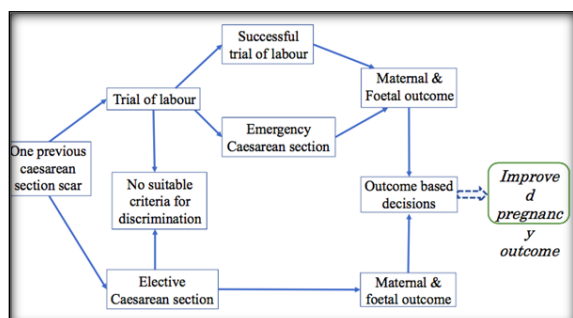 Successful
trial of labour
Trial of labour
Maternal &
Foetal outcome
Emergency
Caesarean section
One previous
caesarean
section scar
No suitable
criteria for
discrimination
Outcome based
decisions
Improve
d
pregnanc
y
outcome
Elective
Caesarean section
Maternal &
foetal outcome